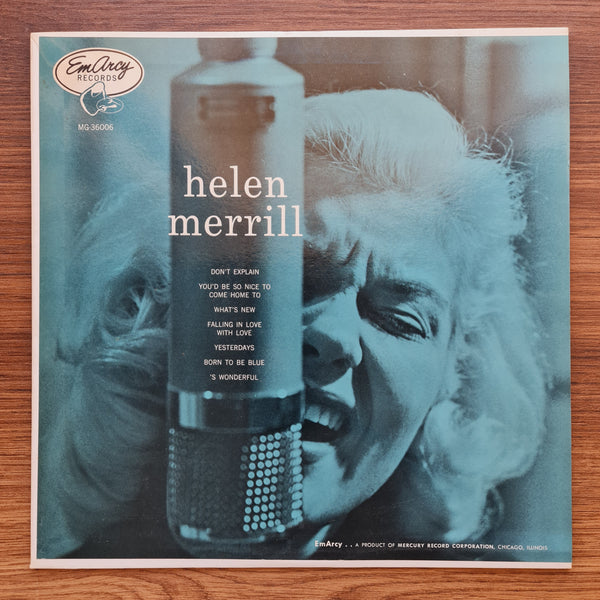 EmArcy
RECORDS
MG 36006
helen
merrill
DON'T EXPLAIN
YOU'D BE SO NICE TO
COME HOME TO
WHAT'S NEW
FALLING IN LOVE
WITH LOVE
YESTERDAYS
BORN TO BE BLUE
'S WONDERFUL
EmArcy . . A PRODUCT OF MERCURY RECORD CORPORATION, CHICAGO, ILLINOIS